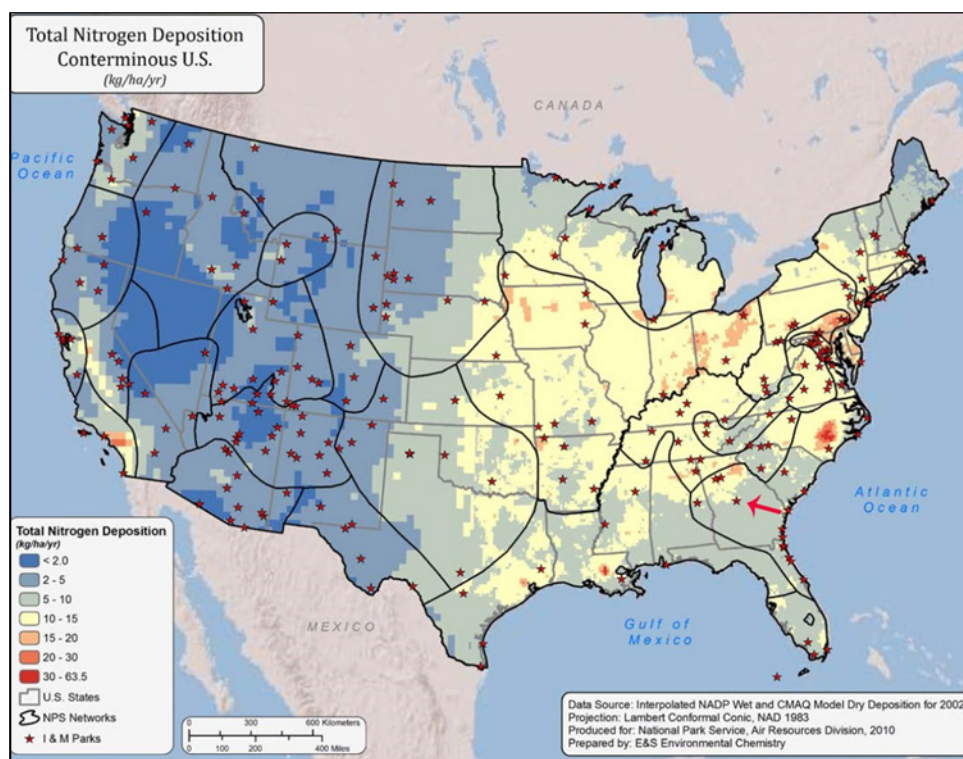 Total Nitrogen Deposition
Conterminous U.S.
(kg/ha/yr)
CANADA
Pacific
Ocean
Atlantic
Ocean
Gulf of
Mexico
MEXICO
Total Nitrogen Deposition
(kg/ha/yr)
< 2.0
2 - 5
5 - 10
10 - 15
15 - 20
20 - 30
30 - 63.5
U.S. States
NPS Networks
I & M Parks
0 300 600 Kilometers
0 200 400 Miles
Data Source: Interpolated NADP Wet and CMAQ Model Dry Deposition for 2002
Projection: Lambert Conformal Conic, NAD 1983
Produced for: National Park Service, Air Resources Division, 2010
Prepared by: E&S Environmental Chemistry